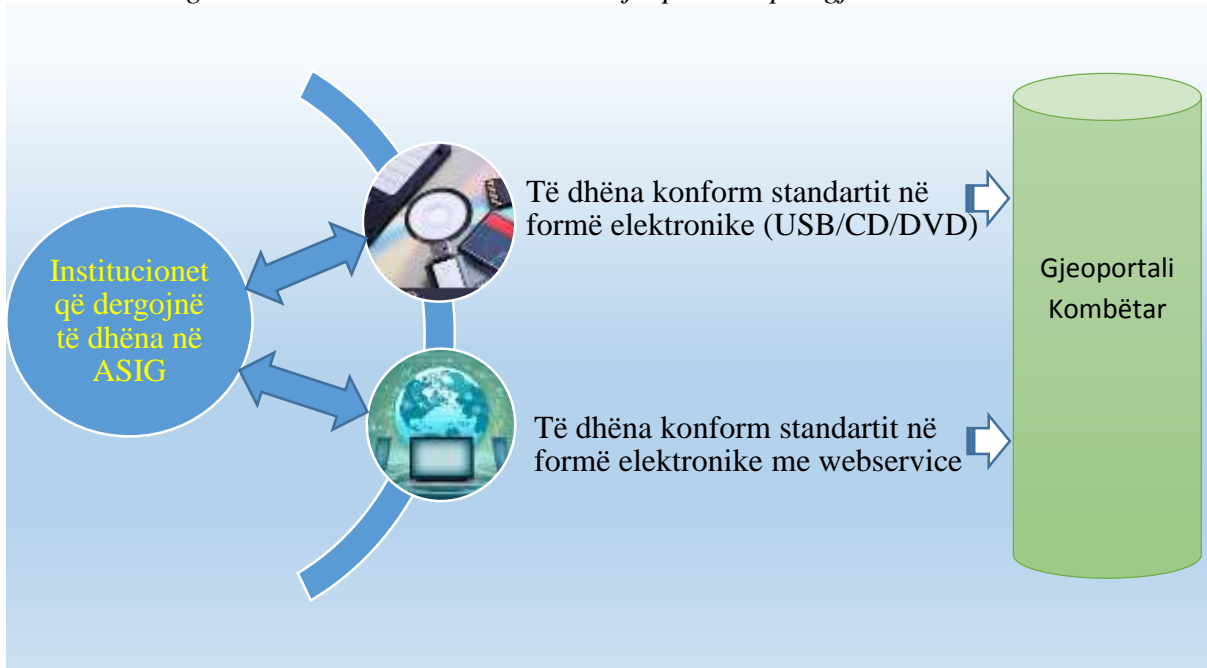 Institucionet
që dergojnë
të dhëna në
ASIG
Të dhëna konform standartit në
formë elektronike (USB/CD/DVD)
Të dhëna konform standartit në
formë elektronike me webservice
Gjeoportali
Kombëtar